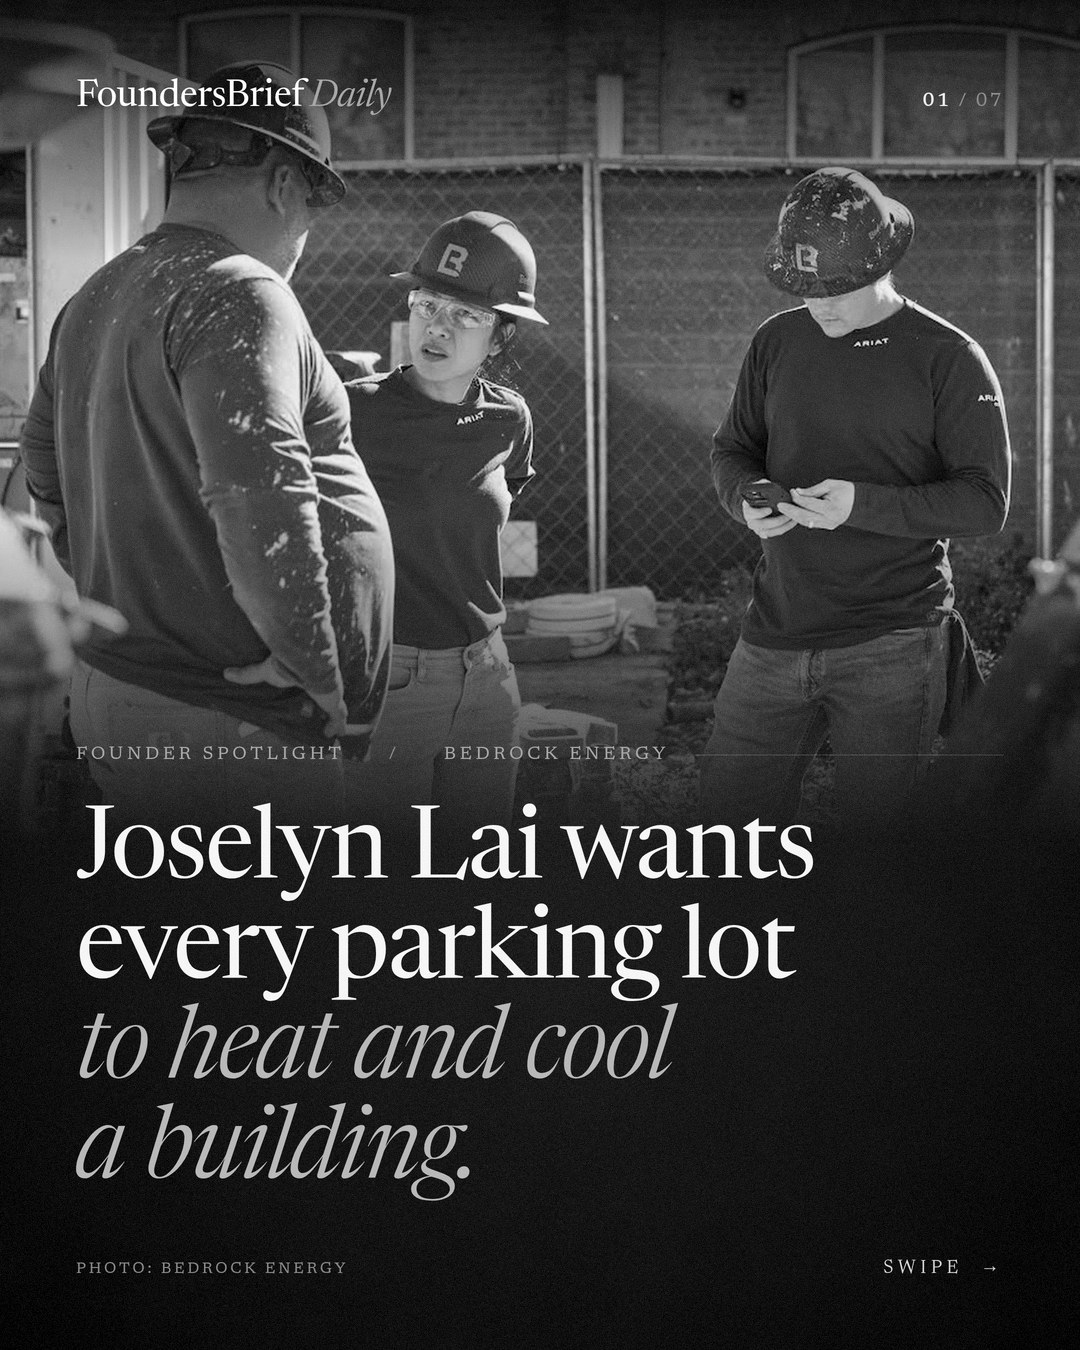 FoundersBrief Daily
01 / 07
B
B
ARIAT
ARIAT
FOUNDER SPOTLIGHT / BEDROCK ENERGY
Joselyn Lai wants
every parking lot
to heat and cool
a building.
PHOTO: BEDROCK ENERGY
SWIPE →